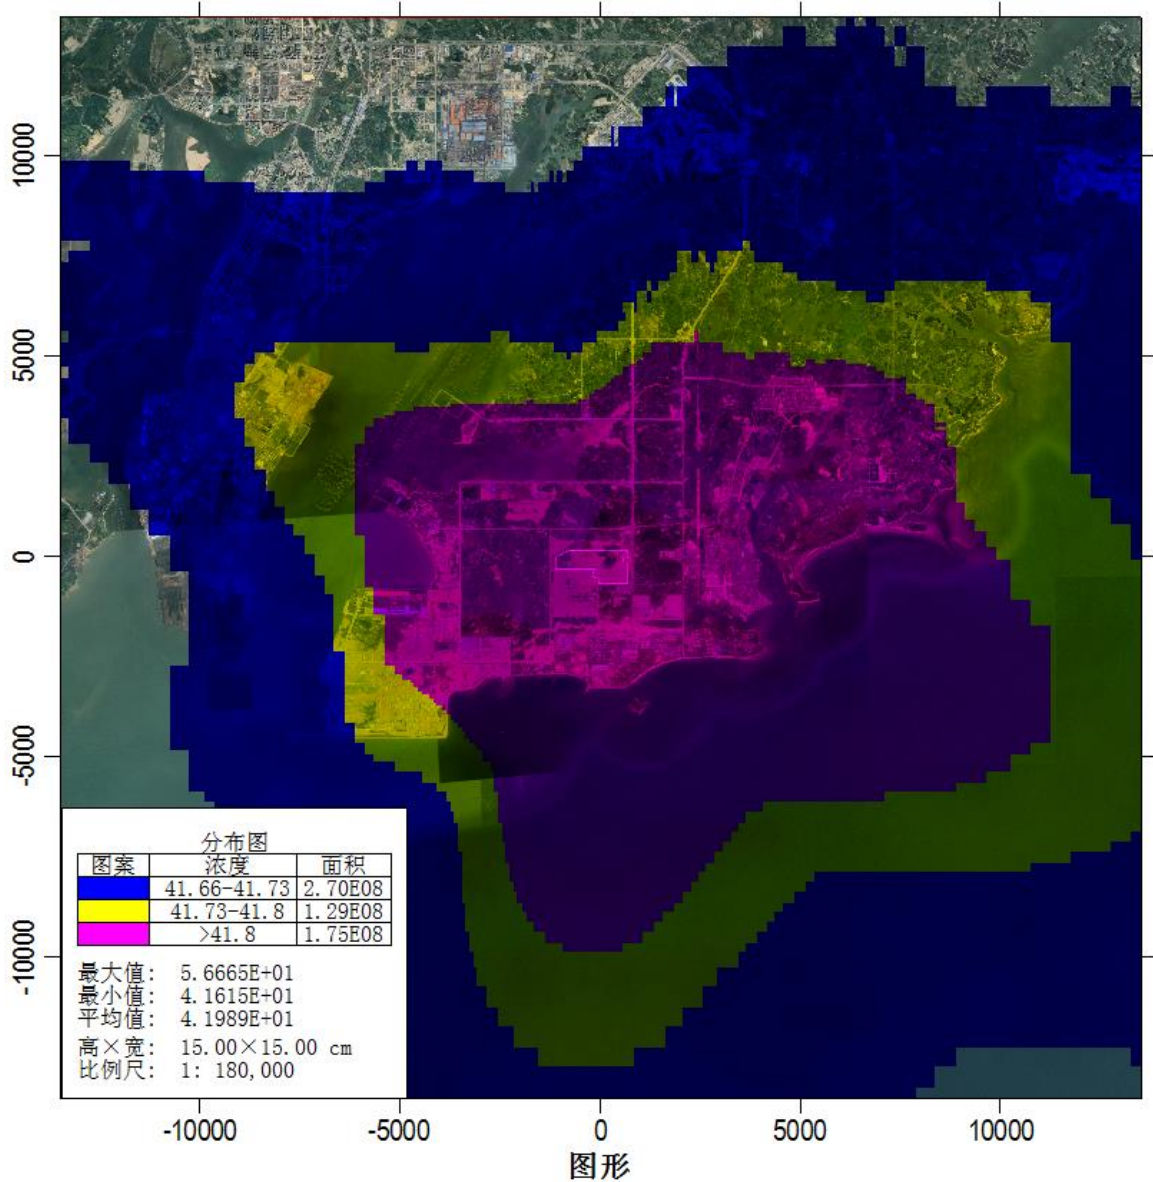 10000
5000
0
-5000
-10000
分布图
图案 浓度 面积
41.66-41.73 2.70E08
41.73-41.8 1.29E08
>41.8 1.75E08
最大值: 5.6665E+01
最小值: 4.1615E+01
平均值: 4.1989E+01
高×宽: 15.00×15.00 cm
比例尺: 1: 180,000
-10000 -5000 0 5000 10000
图形